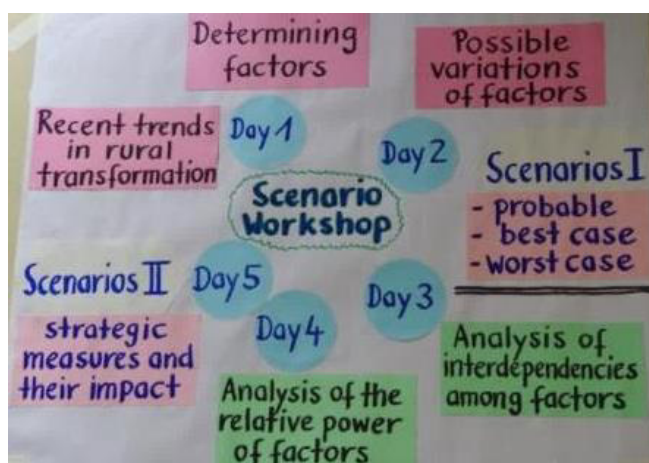 Determining
factors
Possible
variations
of factors
Recent trends
in rural
transformation
Day 1
Day 2
Scenario
Workshop
Scenarios I
- probable
- best case
- worst case
Scenarios II
Day 5
Day 4
Day 3
strategic
measures and
their impact
Analysis of the
relative power
of factors
Analysis of
interdependencies
among factors